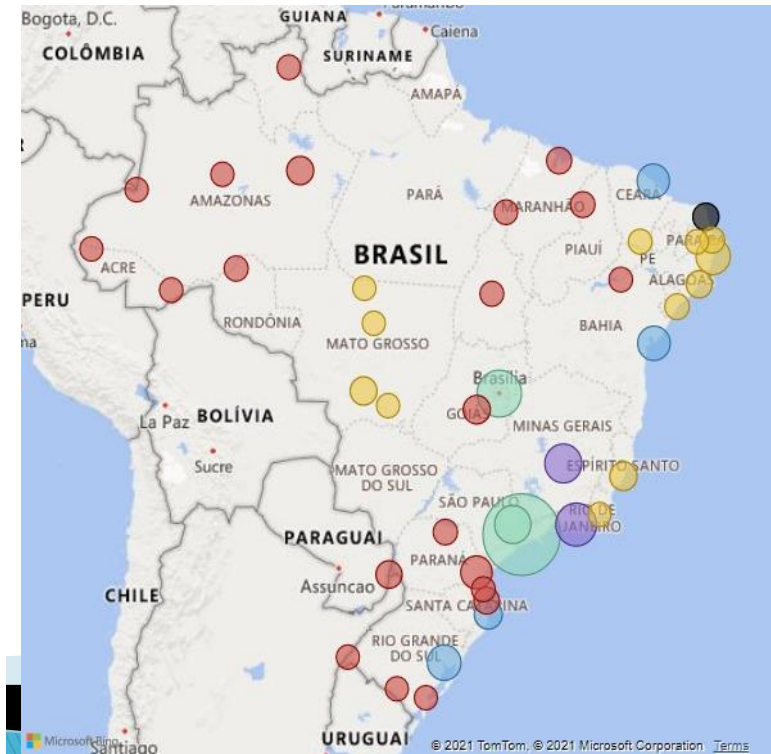 Bogota, D.C.
GUIANA
Paramaribo
Caiena
COLÔMBIA
SURINAME
AMAPÁ
AMAZONAS
PARÁ
MARANHÃO
CEARÁ
BRASIL
PIAUÍ
PE
ALAGOAS
ACRE
PERU
RONDÔNIA
BAHIA
MATO GROSSO
Brasília
La Paz
BOLÍVIA
GOIÁS
MINAS GERAIS
Sucre
MATO GROSSO
DO SUL
ESPÍRITO SANTO
SÃO PAULO
RIO DE
JANEIRO
PARAGUAI
PARANÁ
Assuncao
CHILE
SANTA CATARINA
RIO GRANDE
DO SUL
URUGUAI
Microsoft Bing
Santiago
© 2021 TomTom, © 2021 Microsoft Corporation Terms